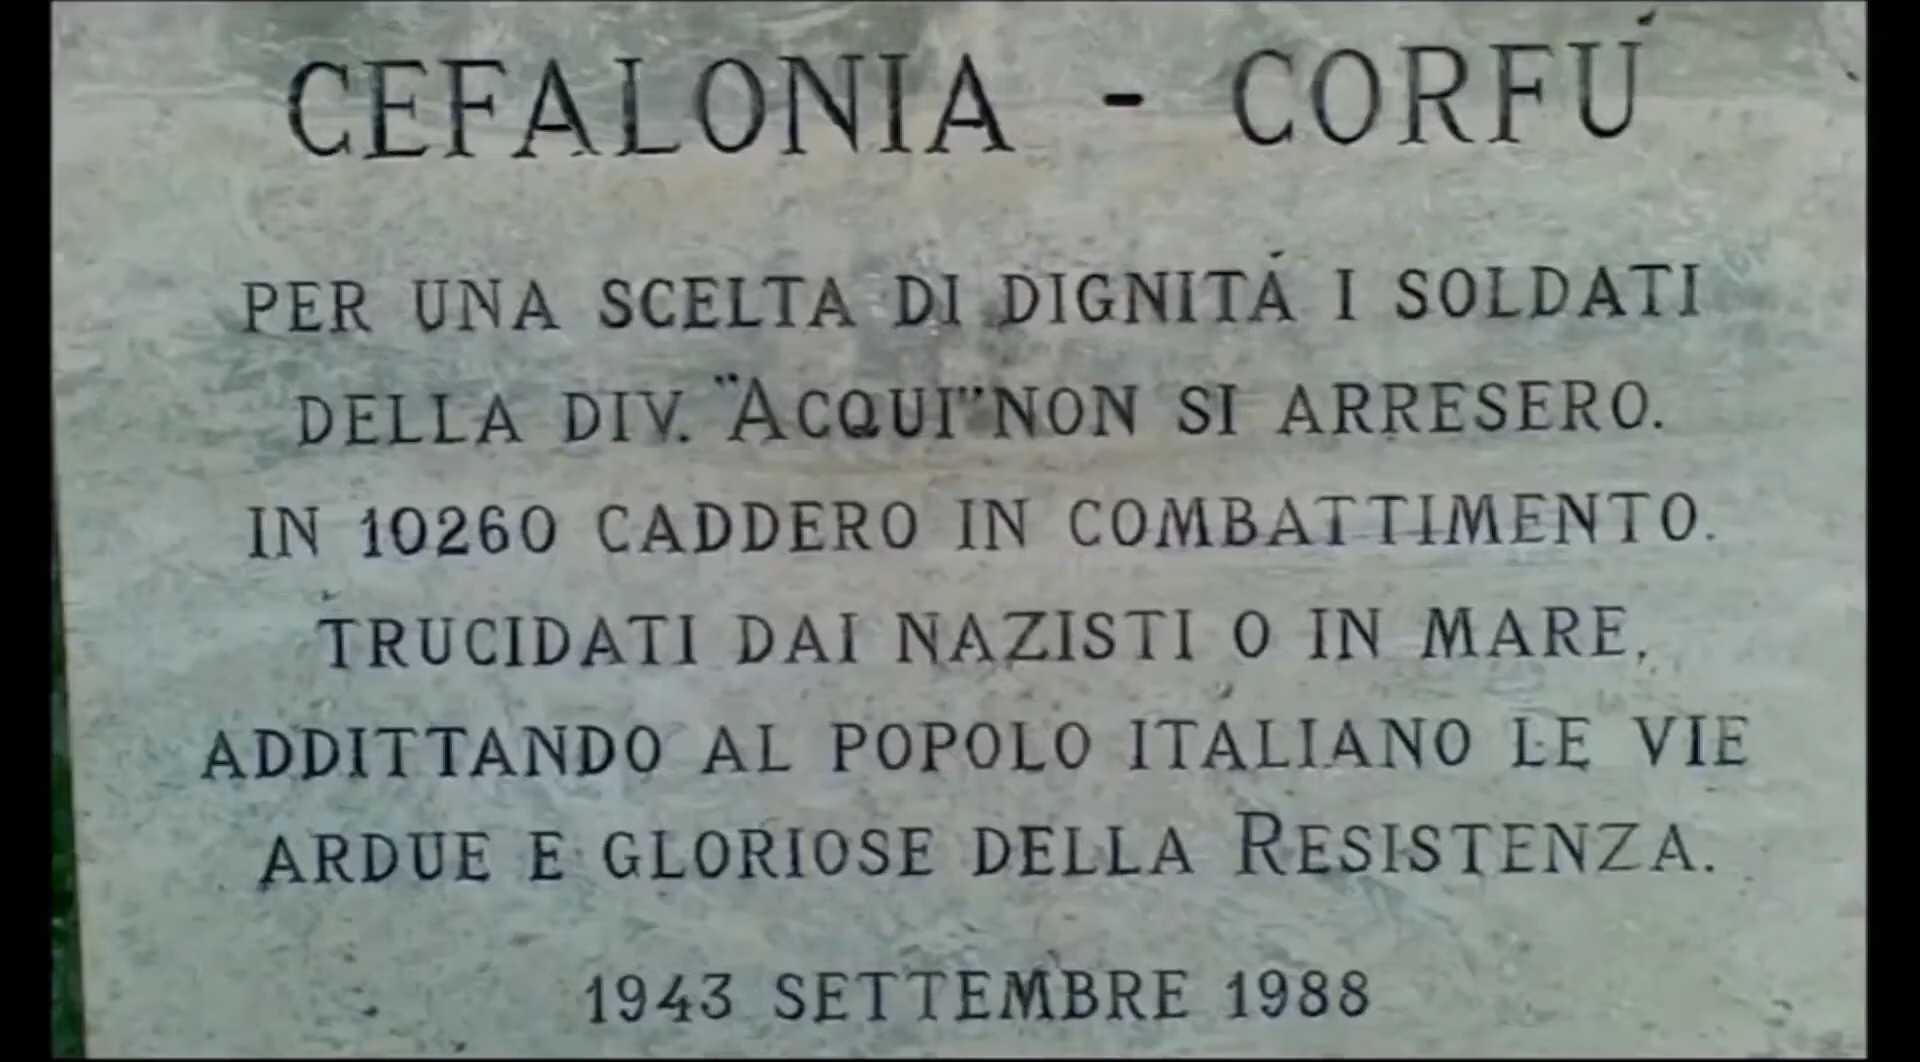 CEFALONIA - CORFÚ
PER UNA SCELTA DI DIGNITÁ I SOLDATI
DELLA DIV. "ACQUI" NON SI ARRESERO.
IN 10260 CADDERO IN COMBATTIMENTO.
TRUCIDATI DAI NAZISTI O IN MARE,
ADDITTANDO AL POPOLO ITALIANO LE VIE
ARDUE E GLORIOSE DELLA RESISTENZA.
1943 SETTEMBRE 1988